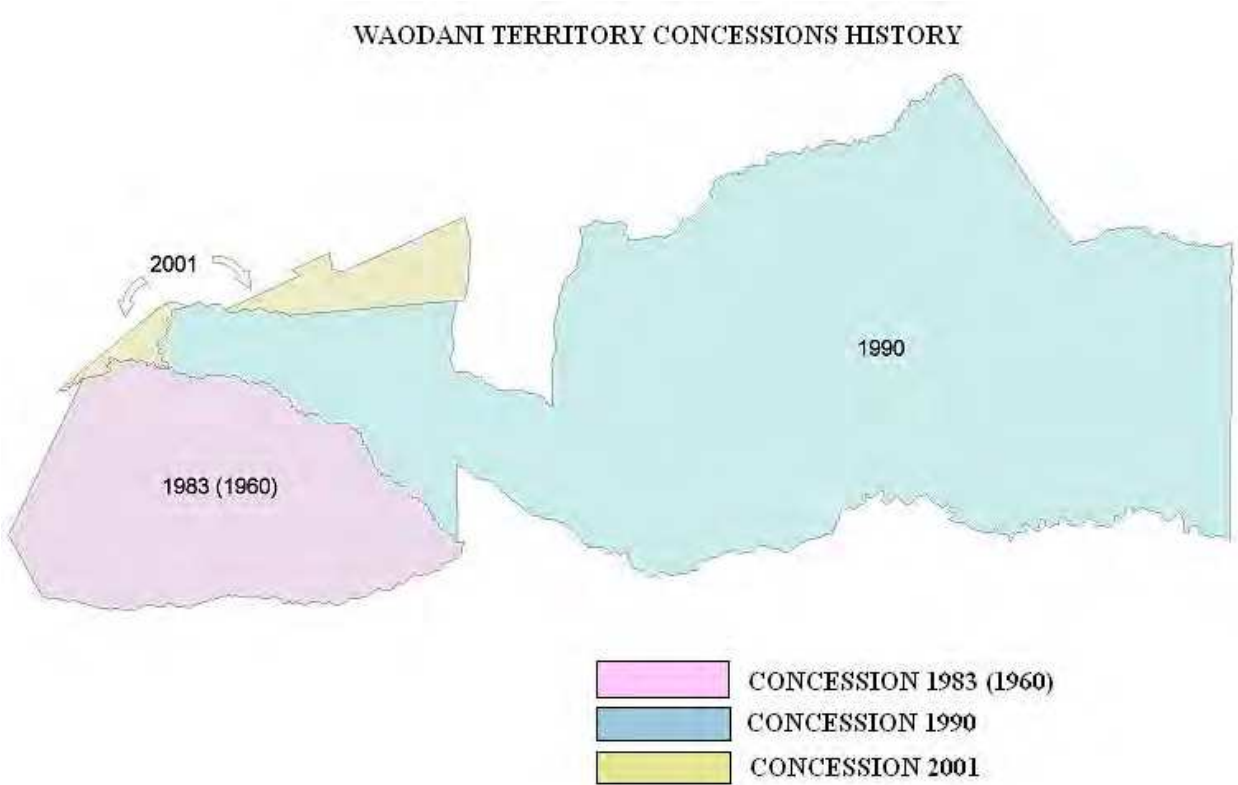 WAODANI TERRITORY CONCESSIONS HISTORY
2001
1990
1983 (1960)
CONCESSION 1983 (1960)
CONCESSION 1990
CONCESSION 2001